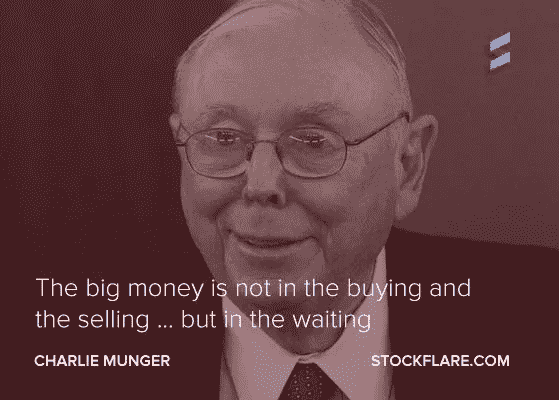 The big money is not in the buying and
the selling ... but in the waiting
CHARLIE MUNGER
STOCKFLARE.COM